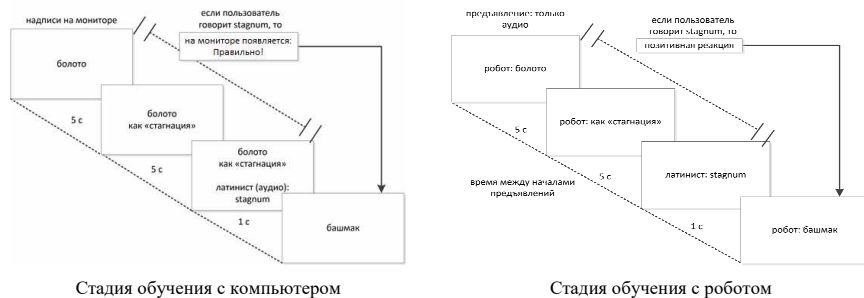 надписи на мониторе
если пользователь
говорит stagnum, то
на мониторе появляется:
Правильно!
болото
болото
как «стагнация»
5 с
болото
как «стагнация»
латинист (аудио):
stagnum
5 с
1 с
башмак
Стадия обучения с компьютером
предъявление: только
аудио
если пользователь
говорит stagnum, то
позитивная реакция
робот: болото
робот: как «стагнация»
5 с
латинист: stagnum
5 с
время между началами
предъявлений
1 с
робот: башмак
Стадия обучения с роботом